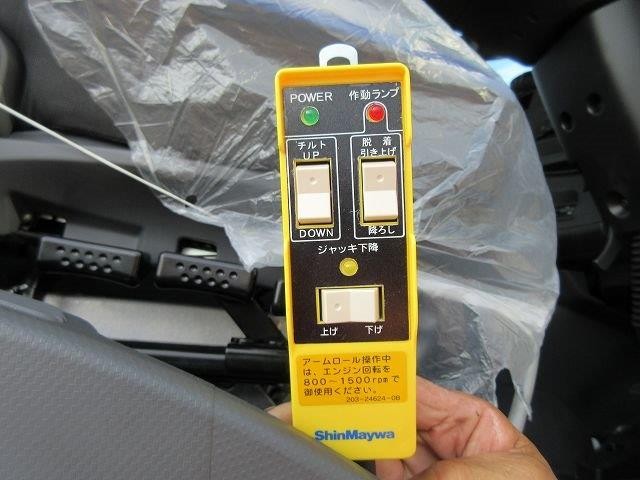 POWER 作動ランプ
チルト
UP
DOWN
脱着
引き上げ
降ろし
ジャッキ下降
上げ 下げ
アームロール操作中
は、エンジン回転を
800～1500rpmで
御使用ください。
203-24624-0B
ShinMaywa